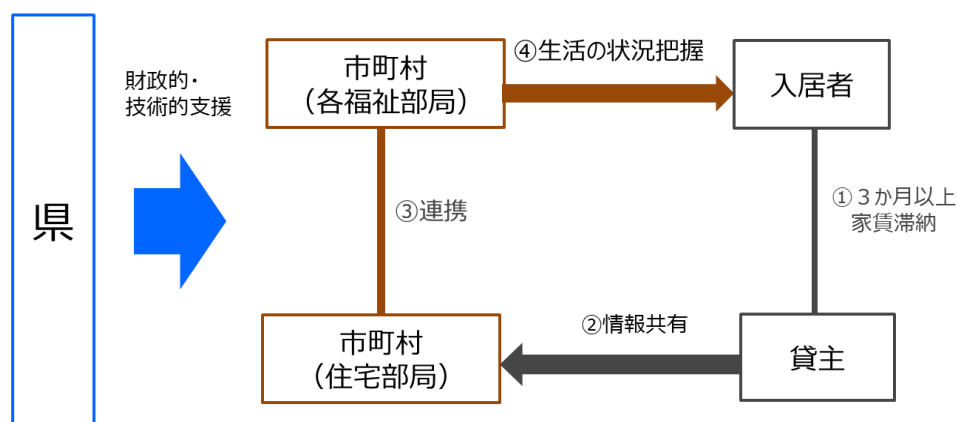 県
財政的・
技術的支援
市町村
（各福祉部局）
④生活の状況把握
入居者
③連携
①３か月以上
家賃滞納
市町村
（住宅部局）
②情報共有
貸主